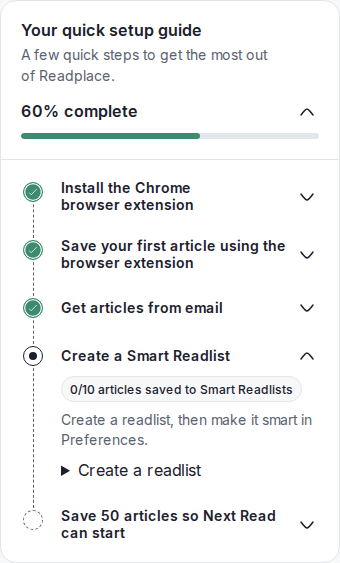 Your quick setup guide
A few quick steps to get the most out
of Readplace.
60% complete
Install the Chrome
browser extension
Save your first article using the
browser extension
Get articles from email
Create a Smart Readlist
0/10 articles saved to Smart Readlists
Create a readlist, then make it smart in
Preferences.
Create a readlist
Save 50 articles so Next Read
can start